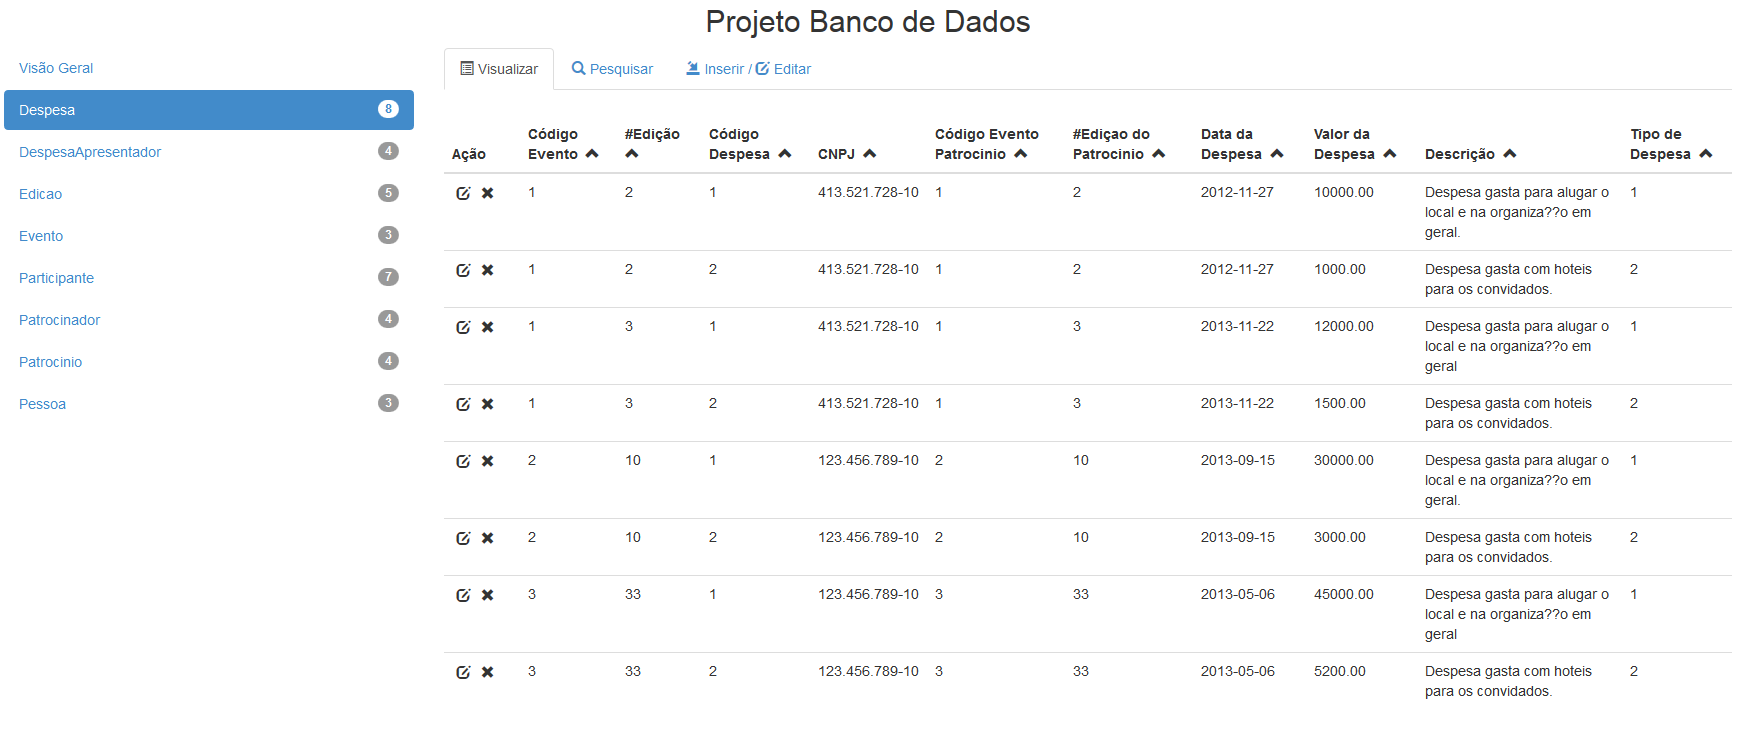 Projeto Banco de Dados
Visão Geral
Despesa 8
DespesaApresentador 4
Edicao 5
Evento 3
Participante 7
Patrocinador 4
Patrocinio 4
Pessoa 3
Visualizar Pesquisar Inserir / Editar
Código #Edição Código Código Evento #Ediçao do Data da Valor da Tipo de
Ação Evento Despesa CNPJ Patrocinio Patrocinio Despesa Despesa Descrição Despesa
1 2 1 413.521.728-10 1 2 2012-11-27 10000.00 Despesa gasta para alugar o 1
local e na organiza??o em
geral.
1 2 2 413.521.728-10 1 2 2012-11-27 1000.00 Despesa gasta com hoteis 2
para os convidados.
1 3 1 413.521.728-10 1 3 2013-11-22 12000.00 Despesa gasta para alugar o 1
local e na organiza??o em
geral
1 3 2 413.521.728-10 1 3 2013-11-22 1500.00 Despesa gasta com hoteis 2
para os convidados.
2 10 1 123.456.789-10 2 10 2013-09-15 30000.00 Despesa gasta para alugar o 1
local e na organiza??o em
geral.
2 10 2 123.456.789-10 2 10 2013-09-15 3000.00 Despesa gasta com hoteis 2
para os convidados.
3 33 1 123.456.789-10 3 33 2013-05-06 45000.00 Despesa gasta para alugar o 1
local e na organiza??o em
geral
3 33 2 123.456.789-10 3 33 2013-05-06 5200.00 Despesa gasta com hoteis 2
para os convidados.